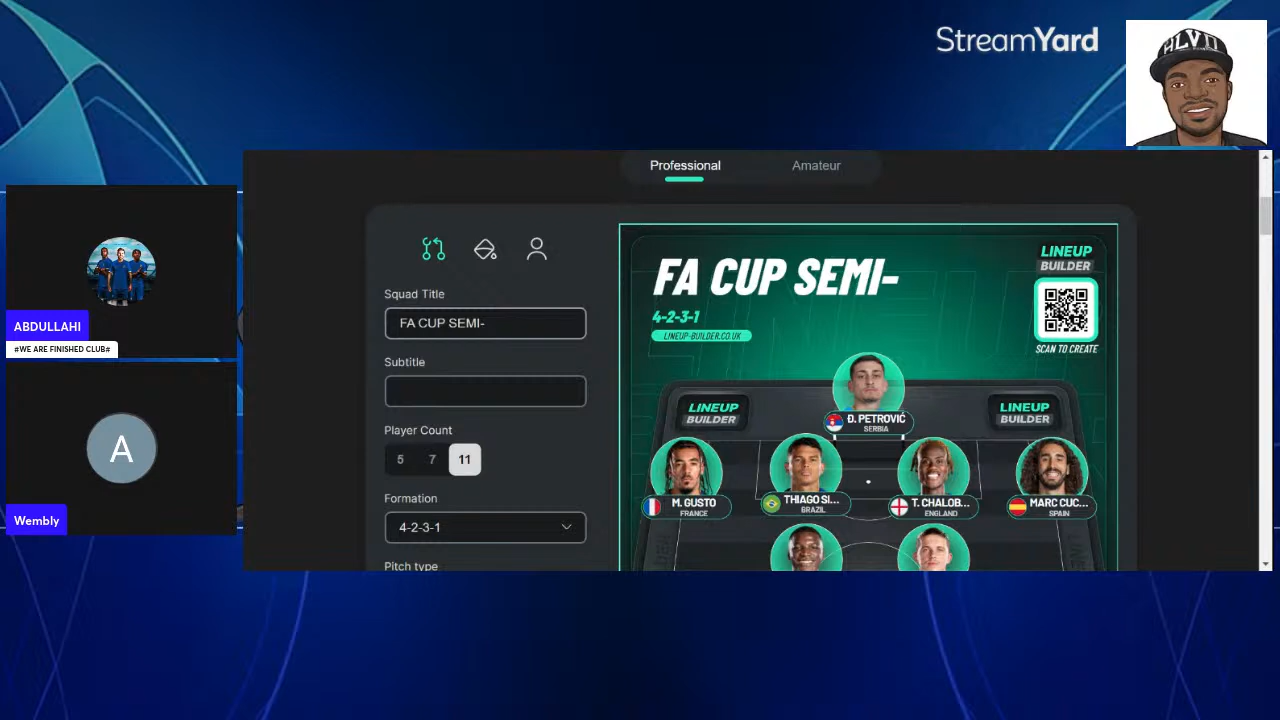 StreamYard
HLVD
Professional
Amateur
ABDULLAHI
#WE ARE FINISHED CLUB#
A
Wembly
Squad Title
FA CUP SEMI-
Subtitle
Player Count
5 7 11
Formation
4-2-3-1
Pitch type
FA CUP SEMI-
4-2-3-1
LINEUP-BUILDER.CO.UK
LINEUP
BUILDER
SCAN TO CREATE
LINEUP
BUILDER
LINEUP
BUILDER
Đ. PETROVIĆ
SERBIA
M. GUSTO
FRANCE
THIAGO SI...
BRAZIL
T. CHALOB...
ENGLAND
MARC CUC...
SPAIN